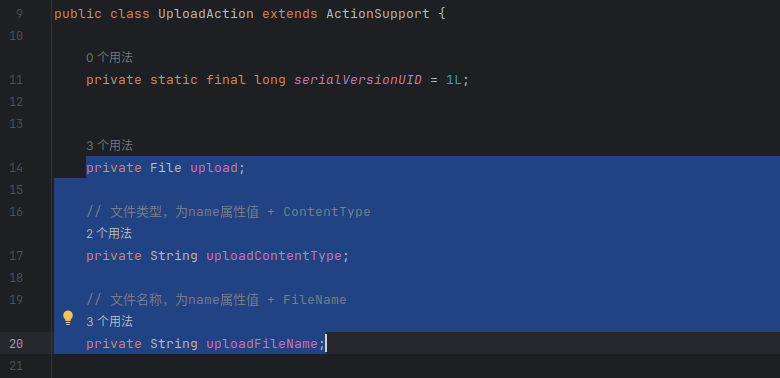 9 public class UploadAction extends ActionSupport {
10
0 个用法
11 private static final long serialVersionUID = 1L;
12
13
3 个用法
14 private File upload;
15
16 // 文件类型，为name属性值 + ContentType
2 个用法
17 private String uploadContentType;
18
19 // 文件名称，为name属性值 + FileName
3 个用法
20 private String uploadFileName;
21